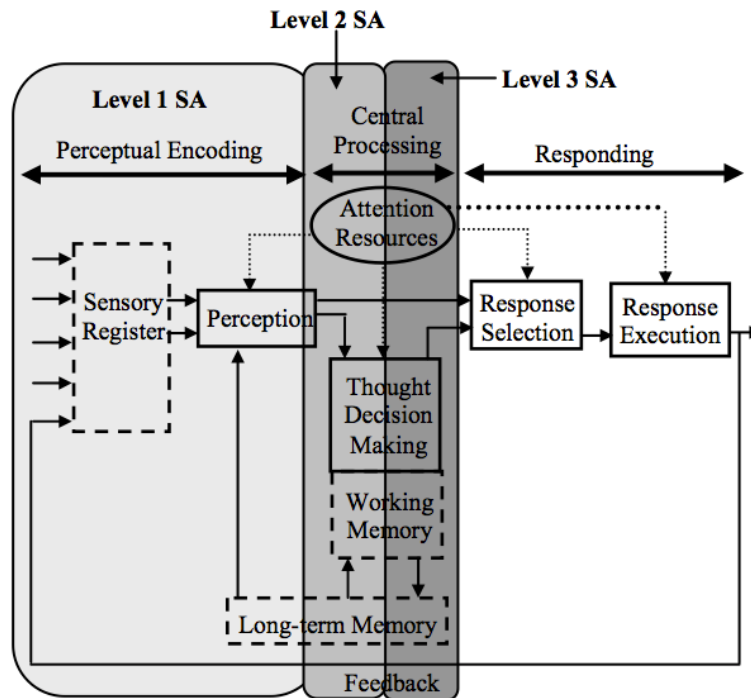 Level 2 SA
Level 1 SA
Level 3 SA
Central
Processing
Perceptual Encoding
Responding
Attention
Resources
Sensory
Register
Perception
Response
Selection
Response
Execution
Thought
Decision
Making
Working
Memory
Long-term Memory
Feedback